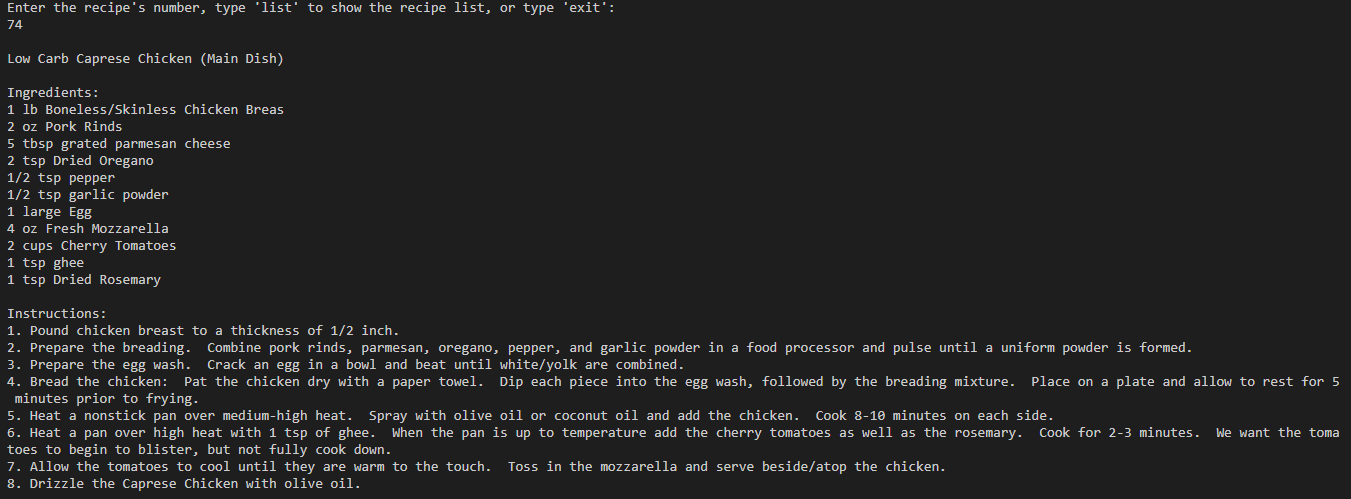 Enter the recipe's number, type 'list' to show the recipe list, or type 'exit':
74
Low Carb Caprese Chicken (Main Dish)
Ingredients:
1 lb Boneless/Skinless Chicken Breas
2 oz Pork Rinds
5 tbsp grated parmesan cheese
2 tsp Dried Oregano
1/2 tsp pepper
1/2 tsp garlic powder
1 large Egg
4 oz Fresh Mozzarella
2 cups Cherry Tomatoes
1 tsp ghee
1 tsp Dried Rosemary
Instructions:
1. Pound chicken breast to a thickness of 1/2 inch.
2. Prepare the breading.  Combine pork rinds, parmesan, oregano, pepper, and garlic powder in a food processor and pulse until a uniform powder is formed.
3. Prepare the egg wash.  Crack an egg in a bowl and beat until white/yolk are combined.
4. Bread the chicken:  Pat the chicken dry with a paper towel.  Dip each piece into the egg wash, followed by the breading mixture.  Place on a plate and allow to rest for 5
 minutes prior to frying.
5. Heat a nonstick pan over medium-high heat.  Spray with olive oil or coconut oil and add the chicken.  Cook 8-10 minutes on each side.
6. Heat a pan over high heat with 1 tsp of ghee.  When the pan is up to temperature add the cherry tomatoes as well as the rosemary.  Cook for 2-3 minutes.  We want the toma
toes to begin to blister, but not fully cook down.
7. Allow the tomatoes to cool until they are warm to the touch.  Toss in the mozzarella and serve beside/atop the chicken.
8. Drizzle the Caprese Chicken with olive oil.